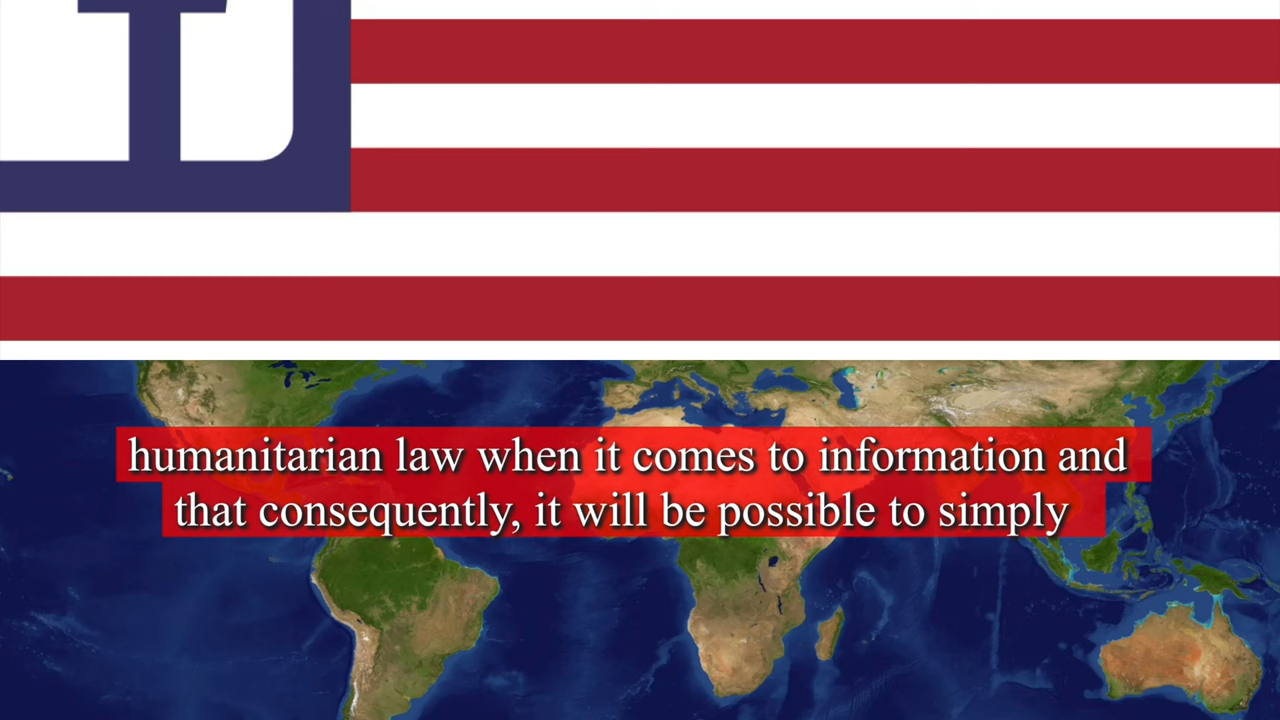 humanitarian law when it comes to information and
that consequently, it will be possible to simply